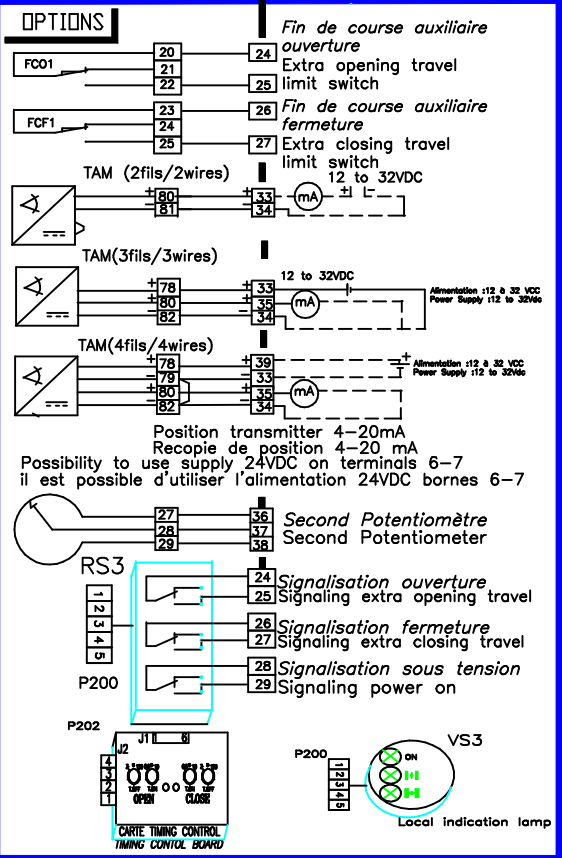 OPTIONS
Fin de course auxiliaire
ouverture
Extra opening travel
limit switch
FCO1
20
21
22
24
25
Fin de course auxiliaire
fermeture
Extra closing travel
limit switch
FCF1
23
24
25
26
27
TAM (2fils/2wires)
12 to 32VDC
+ 80 + 33 mA + -
- 81 - 34
TAM(3fils/3wires)
12 to 32VDC
+ 78 + 33
+ 80 + 35 mA
- 82 - 34
Alimentation :12 à 32 VCC
Power Supply :12 to 32Vdc
TAM(4fils/4wires)
+ 78 39
- 79 33
+ 80 35 mA
- 82 34
+
Alimentation :12 à 32 VCC
Power Supply :12 to 32Vdc
Position transmitter 4-20mA
Recopie de position 4-20 mA
Possibility to use supply 24VDC on terminals 6-7
il est possible d'utiliser l'alimentation 24VDC bornes 6-7
27 36
28 37
29 38
Second Potentiomètre
Second Potentiometer
RS3
1
2
3
4
5
P200
24 Signalisation ouverture
25 Signaling extra opening travel
26 Signalisation fermeture
27 Signaling extra closing travel
28 Signalisation sous tension
29 Signaling power on
P202
J1 1 6
J2
4
3
2
1
OPEN CLOSE
CARTE TIMING CONTROL
TIMING CONTOL BOARD
P200
1
2
3
4
5
VS3
ON
Local indication lamp